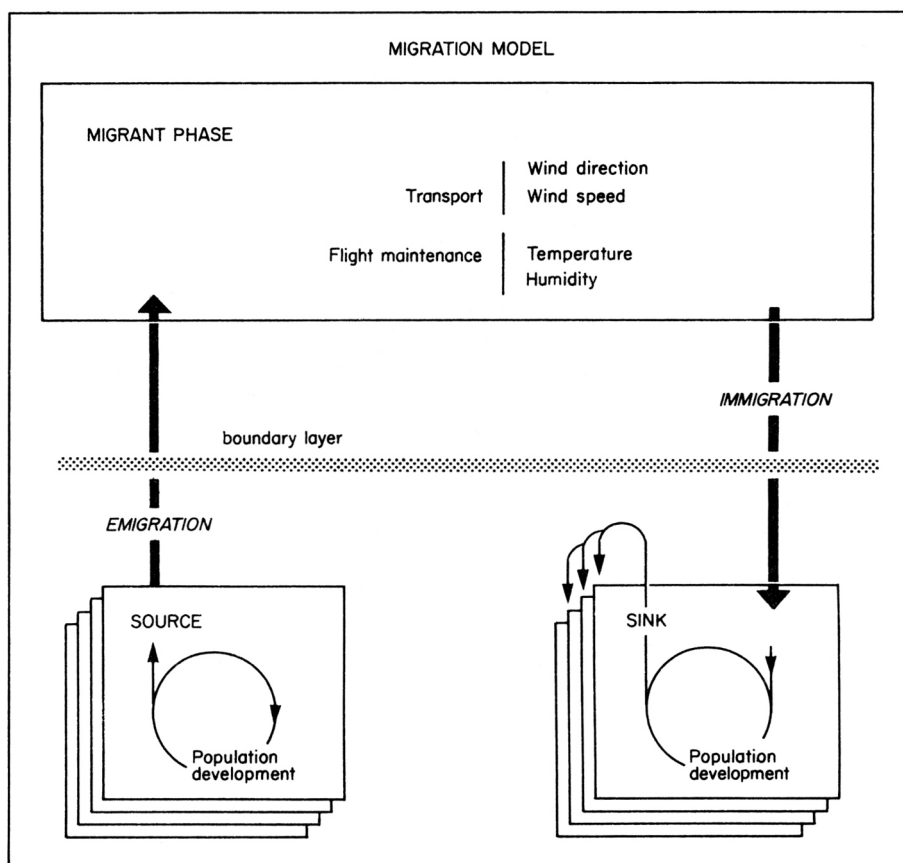 MIGRATION MODEL
MIGRANT PHASE
Wind direction
Transport
Wind speed
Flight maintenance
Temperature
Humidity
IMMIGRATION
boundary layer
EMIGRATION
SOURCE
SINK
Population
development
Population
development